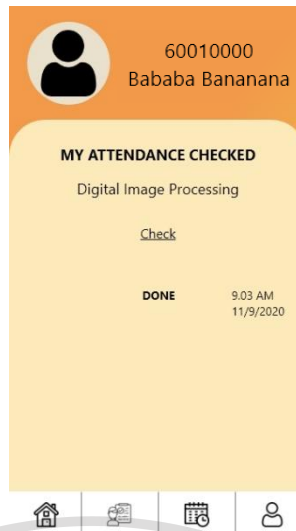 60010000
Bababa Bananana
MY ATTENDANCE CHECKED
Digital Image Processing
Check
DONE 9.03 AM
11/9/2020